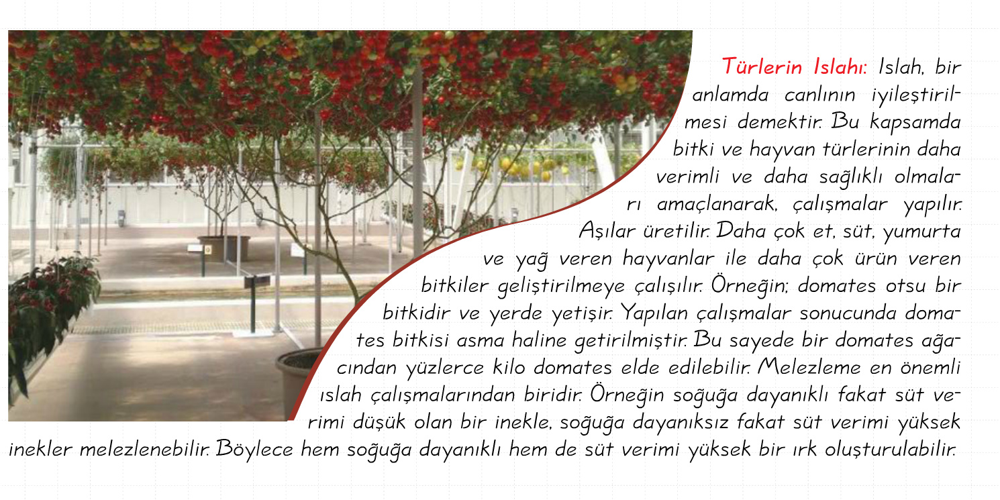 Türlerin Islahı: Islah, bir
anlamda canlının iyileştiril-
mesi demektir. Bu kapsamda
bitki ve hayvan türlerinin daha
verimli ve daha sağlıklı olmala-
rı amaçlanarak, çalışmalar yapılır.
Aşılar üretilir. Daha çok et, süt, yumurta
ve yağ veren hayvanlar ile daha çok ürün veren
bitkiler geliştirilmeye çalışılır. Örneğin; domates otsu bir
bitkidir ve yerde yetişir. Yapılan çalışmalar sonucunda doma-
tes bitkisi asma haline getirilmiştir. Bu sayede bir domates ağa-
cından yüzlerce kilo domates elde edilebilir. Melezleme en önemli
ıslah çalışmalarından biridir. Örneğin soğuğa dayanıklı fakat süt ve-
rimi düşük olan bir inekle, soğuğa dayanıksız fakat süt verimi yüksek
inekler melezlenebilir. Böylece hem soğuğa dayanıklı hem de süt verimi yüksek bir ırk oluşturulabilir.